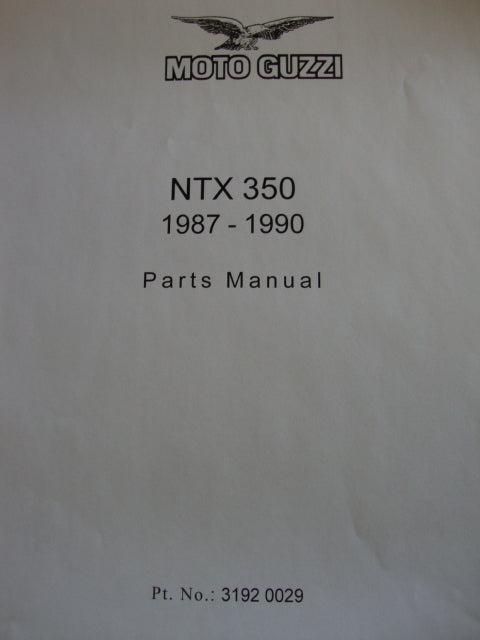 MOTO GUZZI
NTX 350
1987 - 1990
Parts Manual
Pt. No.: 3192 0029